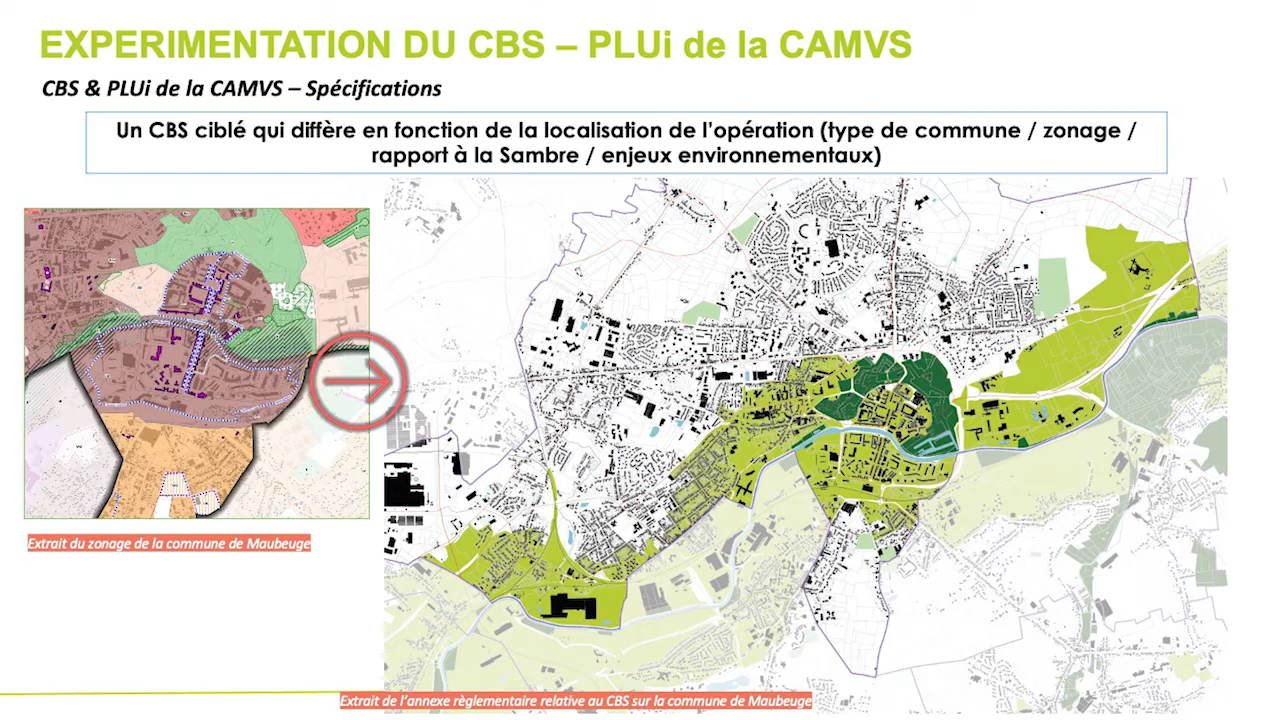 EXPERIMENTATION DU CBS – PLUi de la CAMVS
CBS & PLUi de la CAMVS – Spécifications
Un CBS ciblé qui diffère en fonction de la localisation de l'opération (type de commune / zonage /
rapport à la Sambre / enjeux environnementaux)
Extrait du zonage de la commune de Maubeuge
Extrait de l'annexe règlementaire relative au CBS sur la commune de Maubeuge